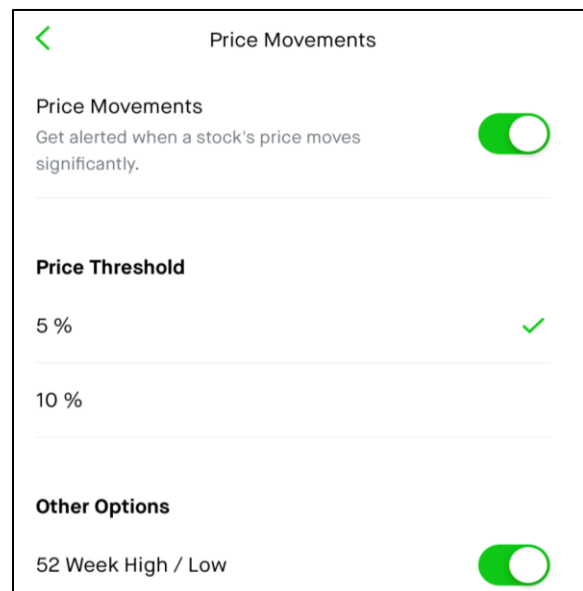 Price Movements
Price Movements
Get alerted when a stock's price moves
significantly.
Price Threshold
5 %
10 %
Other Options
52 Week High / Low